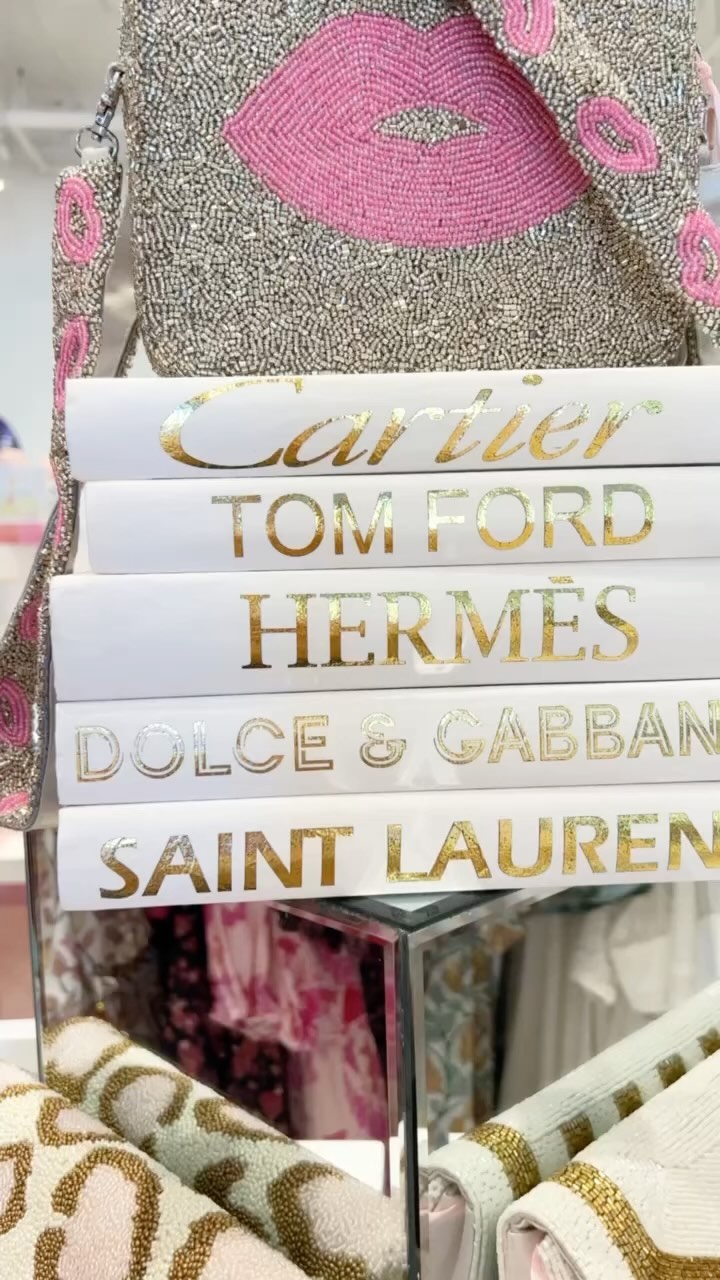 Cartier
TOM FORD
HERMÈS
DOLCE & GABBAN
SAINT LAUREN